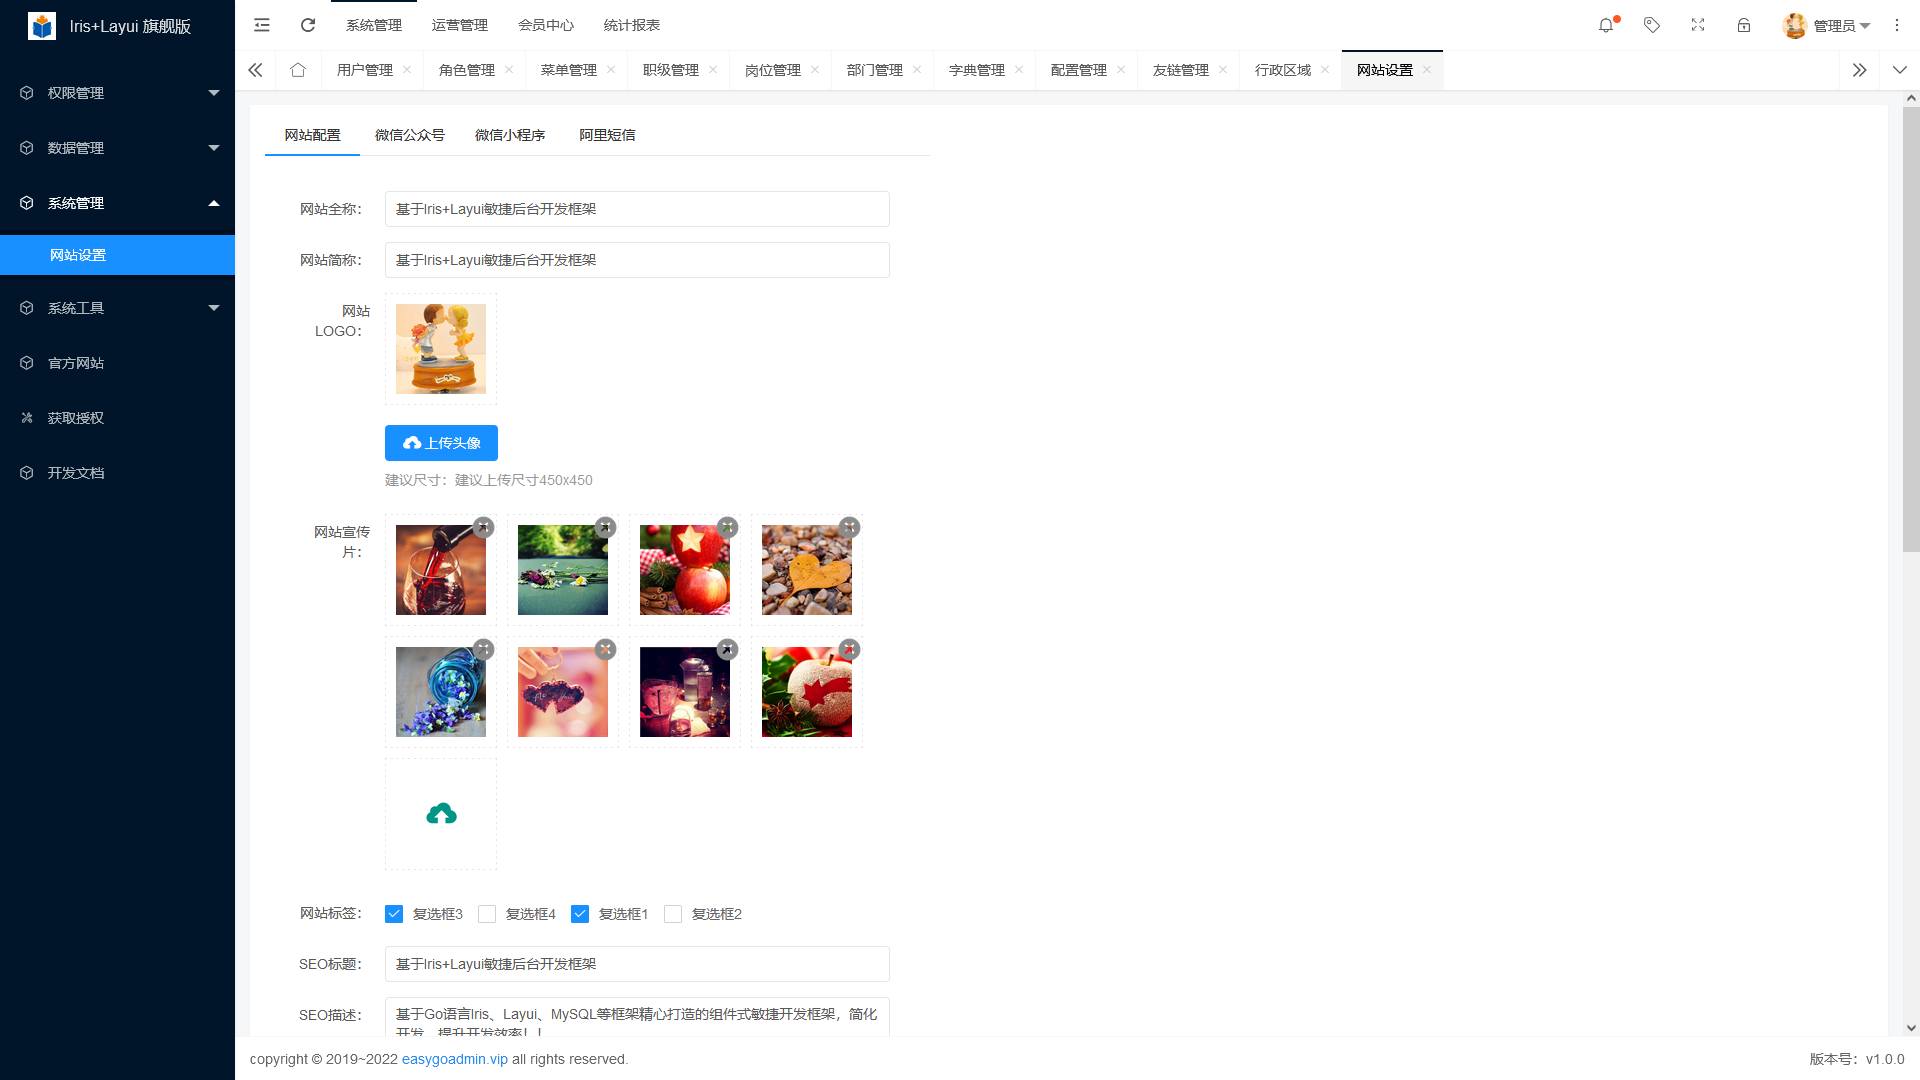 Iris+Layui 旗舰版
系统管理
运营管理
会员中心
统计报表
管理员
用户管理
角色管理
菜单管理
职级管理
岗位管理
部门管理
字典管理
配置管理
友链管理
行政区域
网站设置
权限管理
数据管理
系统管理
网站设置
系统工具
官方网站
获取授权
开发文档
网站配置
微信公众号
微信小程序
阿里短信
网站全称：
基于Iris+Layui敏捷后台开发框架
网站简称：
基于Iris+Layui敏捷后台开发框架
网站
LOGO：
上传头像
建议尺寸：建议上传尺寸450x450
网站宣传
片：
网站标签：
复选框3
复选框4
复选框1
复选框2
SEO标题：
基于Iris+Layui敏捷后台开发框架
SEO描述：
基于Go语言Iris、Layui、MySQL等框架精心打造的组件式敏捷开发框架，简化
开发，提升开发效率！！
copyright © 2019~2022 easygoadmin.vip all rights reserved.
版本号：v1.0.0